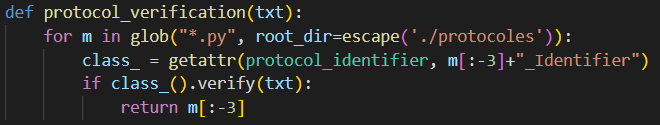 def protocol_verification(txt):
    for m in glob("*.py", root_dir=escape('./protocoles')):
        class_ = getattr(protocol_identifier, m[:-3]+"_Identifier")
        if class_().verify(txt):
            return m[:-3]